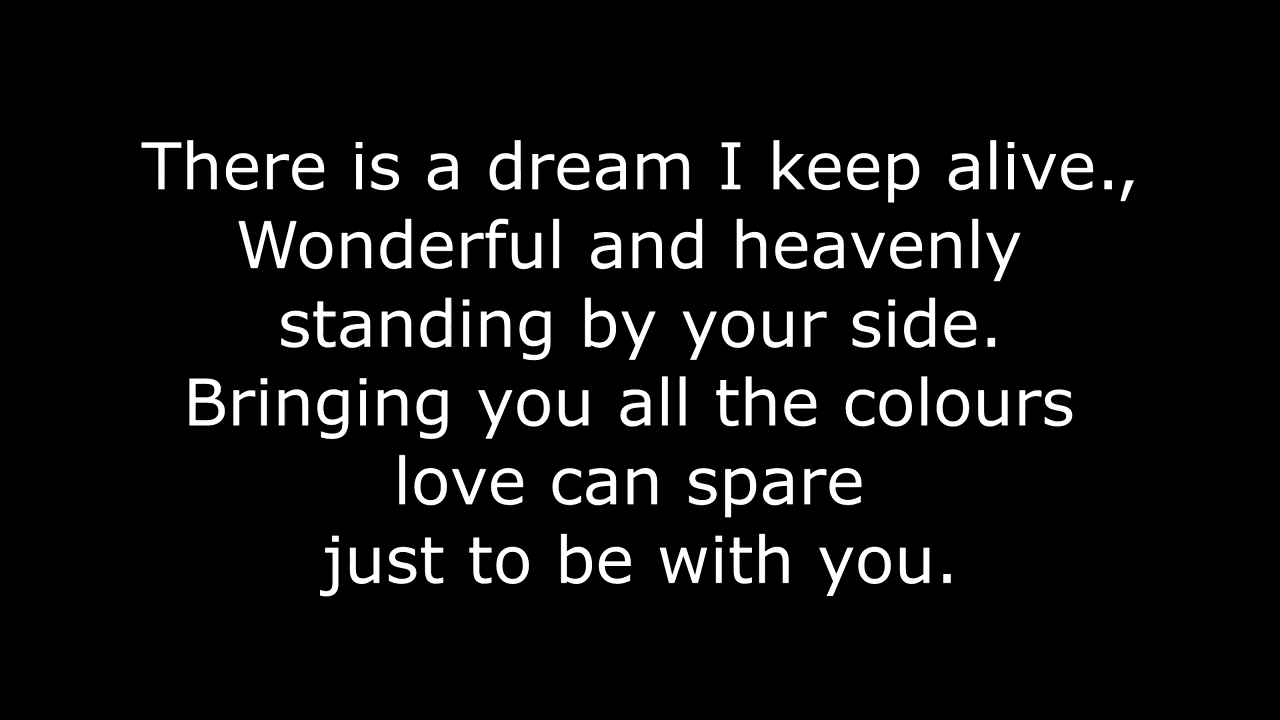 There is a dream I keep alive.,
Wonderful and heavenly
standing by your side.
Bringing you all the colours
love can spare
just to be with you.